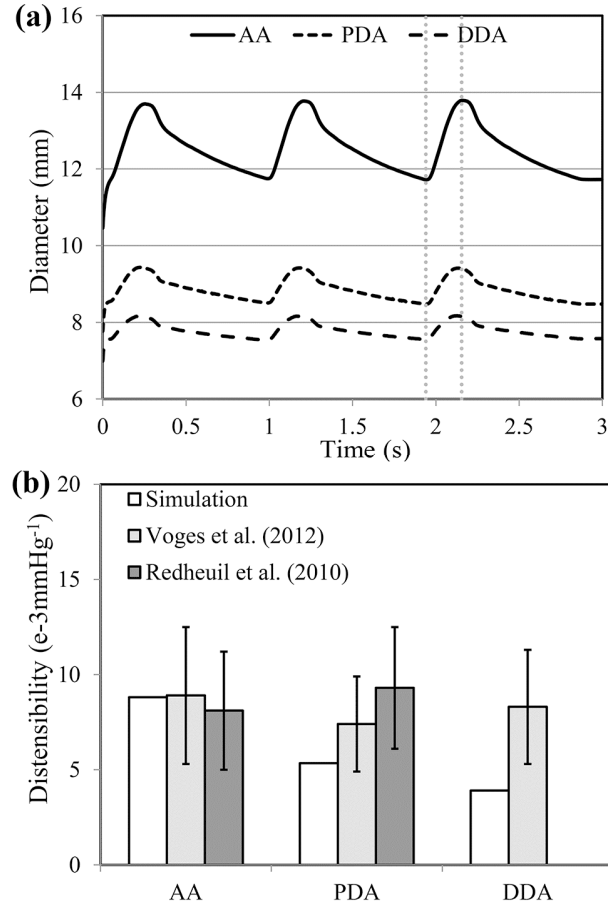 (a)
AA PDA DDA
Diameter (mm)
16
14
12
10
8
6
0 0.5 1 1.5 2 2.5 3
Time (s)
(b)
Distensibility (e-3mmHg-1)
20
15
10
5
0
Simulation
Voges et al. (2012)
Redheuil et al. (2010)
AA PDA DDA